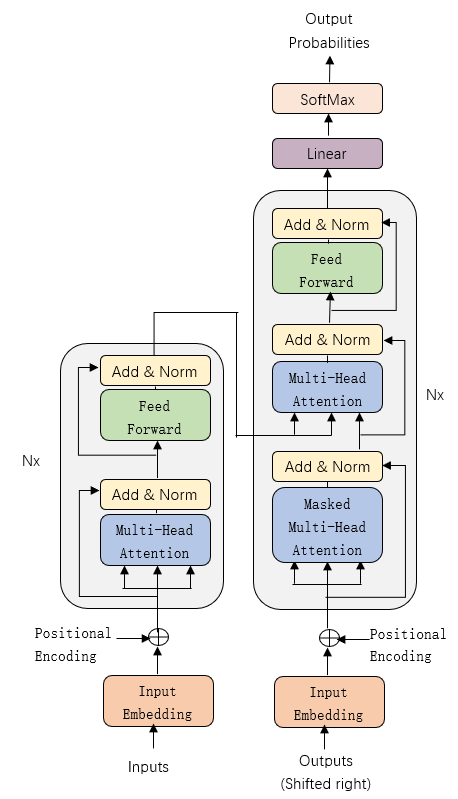 Output
Probabilities
SoftMax
Linear
Add & Norm
Feed
Forward
Add & Norm
Multi-Head
Attention
Nx
Add & Norm
Masked
Multi-Head
Attention
Add & Norm
Feed
Forward
Nx
Add & Norm
Multi-Head
Attention
Positional
Encoding
Positional
Encoding
Input
Embedding
Input
Embedding
Inputs
Outputs
(Shifted right)